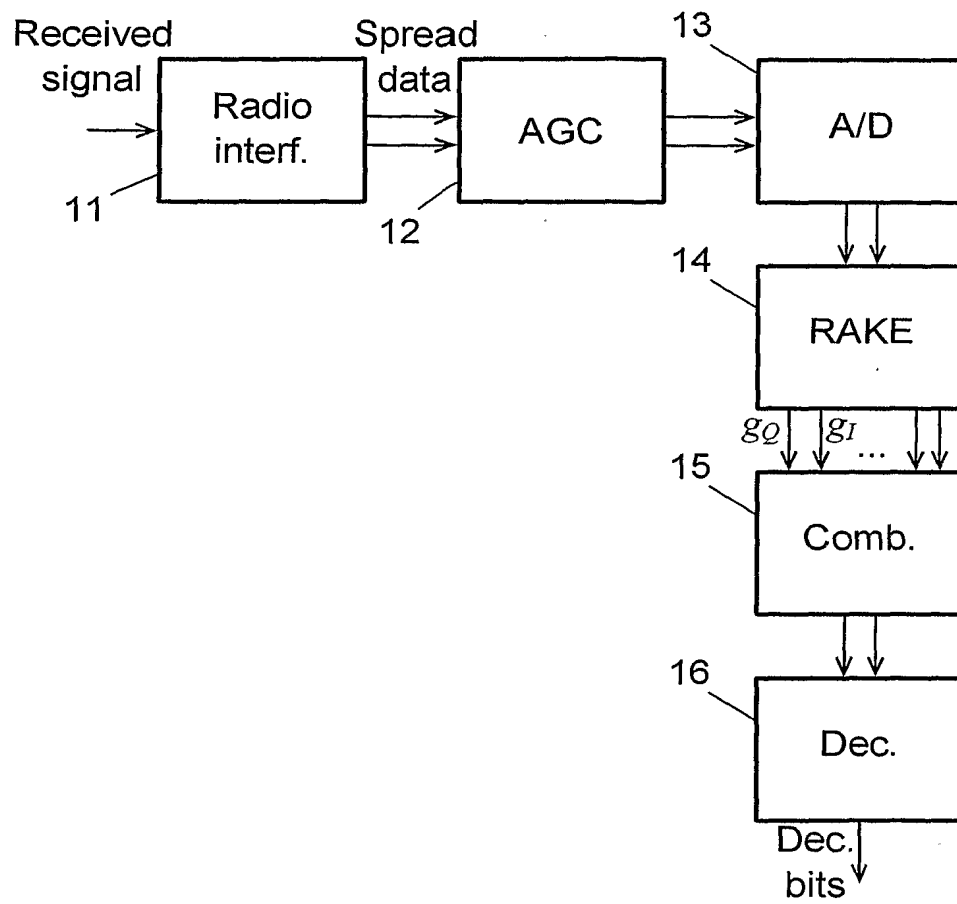 Received
signal
Spread
data
13
Radio
interf.
AGC
A/D
11
12
14
RAKE
gQ gI ...
15
Comb.
16
Dec.
Dec.
bits